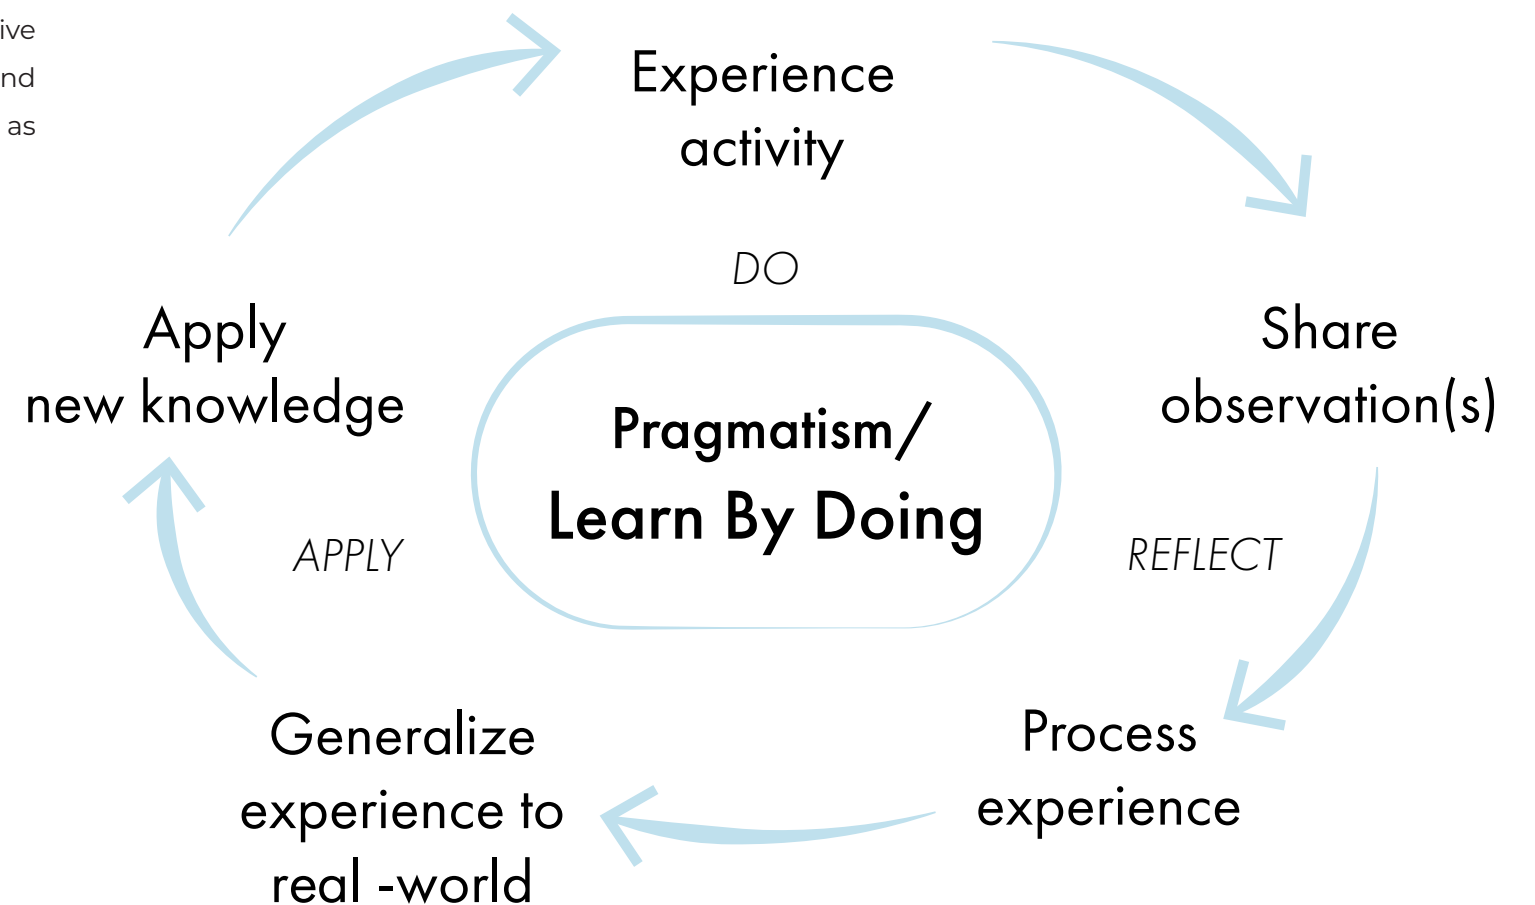 ive
nd
as
Experience
activity
DO
Share
observation(s)
REFLECT
Process
experience
Generalize
experience to
real -world
APPLY
Apply
new knowledge
Pragmatism/
Learn By Doing